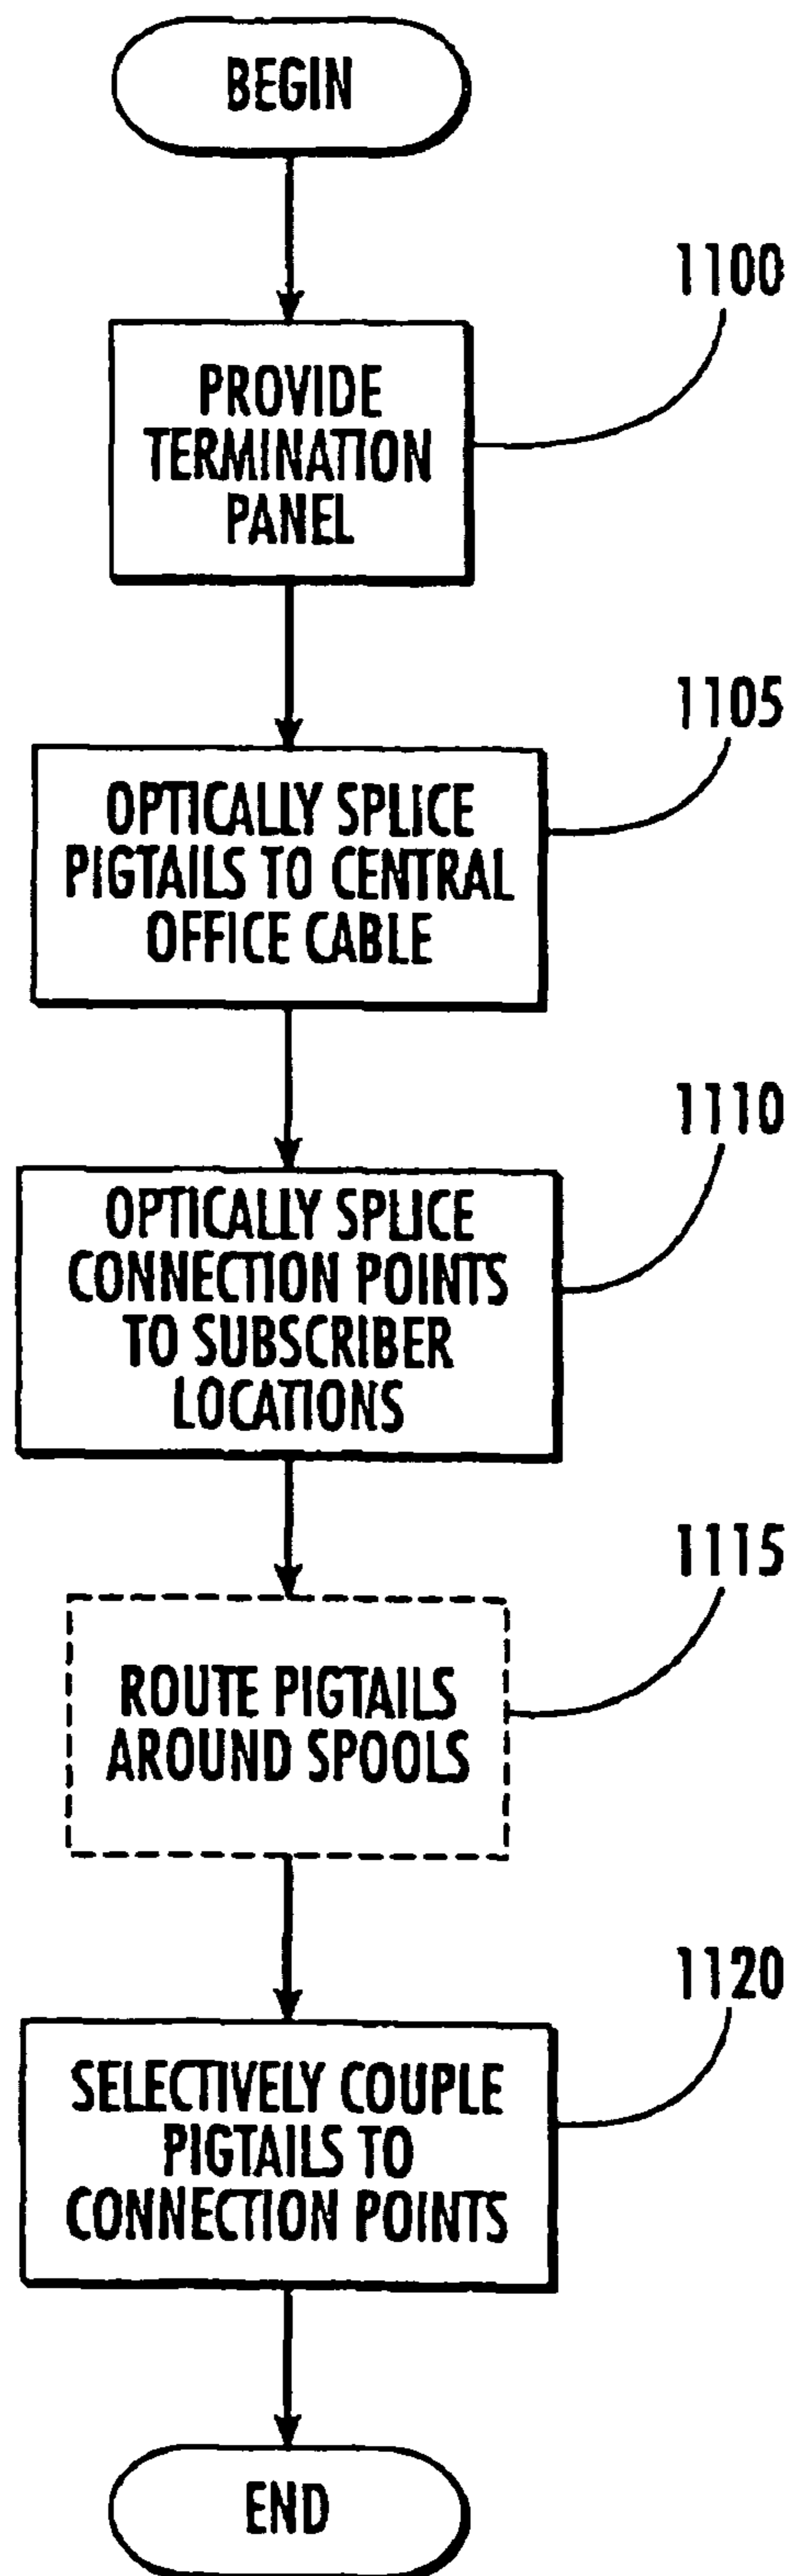 BEGIN
1100
PROVIDE
TERMINATION
PANEL
1105
OPTICALLY SPLICE
PIGTAILS TO CENTRAL
OFFICE CABLE
1110
OPTICALLY SPLICE
CONNECTION POINTS
TO SUBSCRIBER
LOCATIONS
1115
ROUTE PIGTAILS
AROUND SPOOLS
1120
SELECTIVELY COUPLE
PIGTAILS TO
CONNECTION POINTS
END